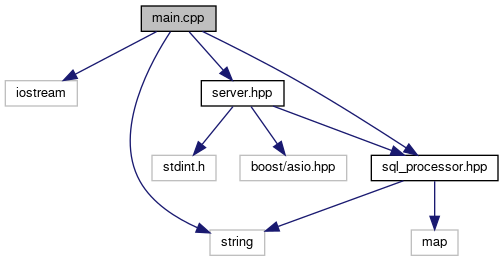 main.cpp
iostream
server.hpp
stdint.h
boost/asio.hpp
sql_processor.hpp
string
map